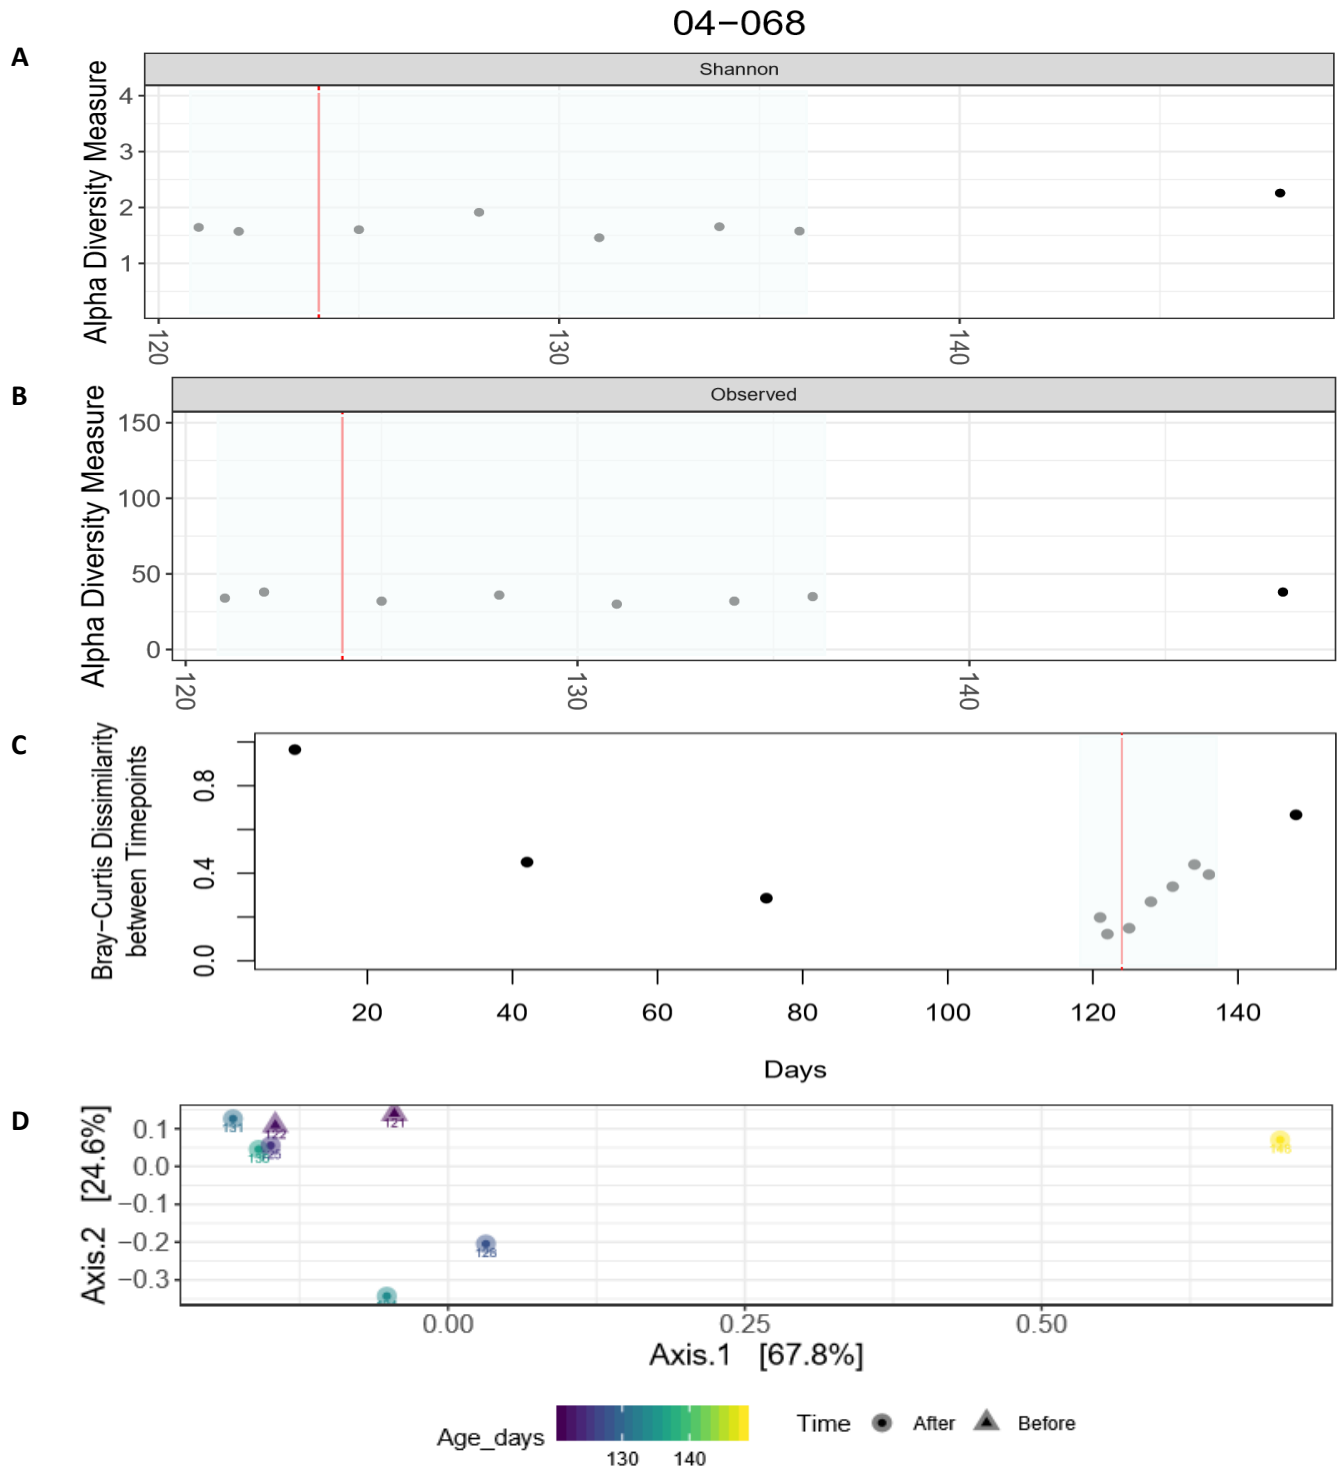 04−068
A
Shannon
Alpha Diversity Measure
4
3
2
1
120
130
140
B
Observed
Alpha Diversity Measure
150
100
50
0
120
130
140
C
Bray−Curtis Dissimilarity
between Timepoints
0.8
0.4
0.0
20
40
60
80
100
120
140
Days
D
Axis.2 [24.6%]
0.1
0.0
−0.1
−0.2
−0.3
131
122
121
128
0.00
0.25
0.50
Axis.1 [67.8%]
Age_days
130
140
Time
After
Before